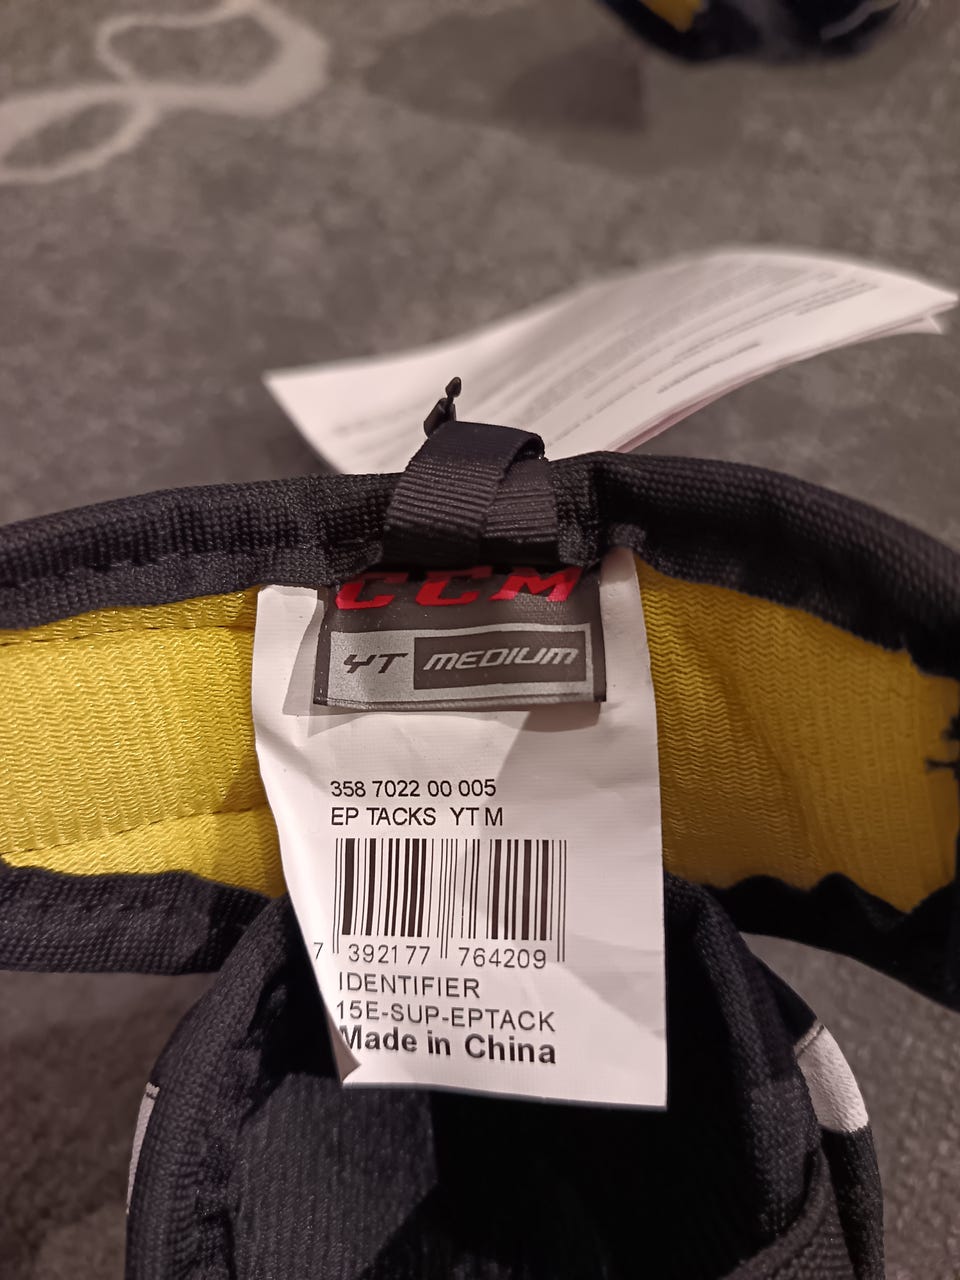 CCM
YT MEDIUM
358 7022 00 005
EP TACKS YT M
7 392177 764209
IDENTIFIER
15E-SUP-EPTACK
Made in China